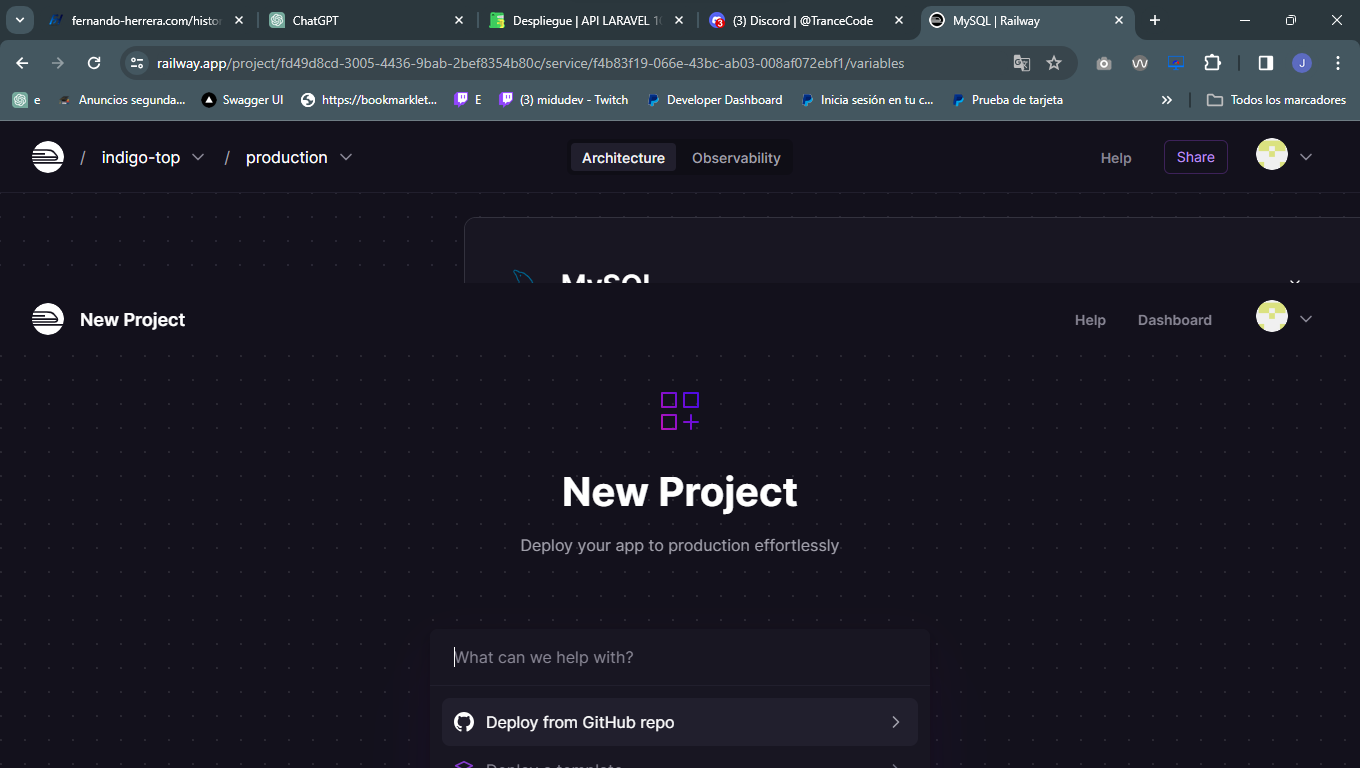 fernando-herrera.com/histor
ChatGPT
Despliegue | API LARAVEL 10
(3) Discord | @TranceCode
MySQL | Railway
railway.app/project/fd49d8cd-3005-4436-9bab-2bef8354b80c/service/f4b83f19-066e-43bc-ab03-008af072ebf1/variables
J
e
Anuncios segunda...
Swagger UI
https://bookmarklet...
E
(3) midudev - Twitch
Developer Dashboard
Inicia sesión en tu c...
Prueba de tarjeta
»
Todos los marcadores
/ indigo-top / production
Architecture
Observability
Help
Share
MySQL
New Project
Help
Dashboard
New Project
Deploy your app to production effortlessly
What can we help with?
Deploy from GitHub repo
Deploy a template